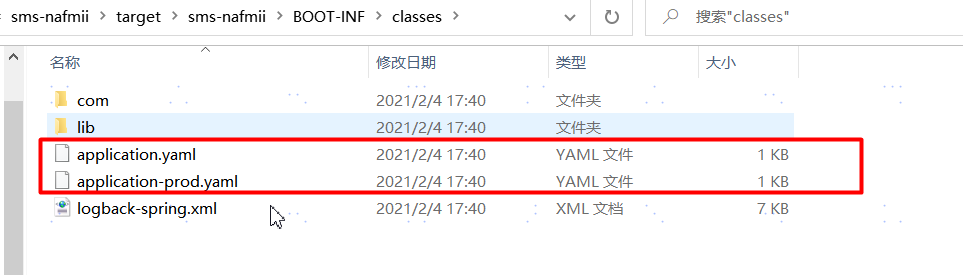 sms-nafmii > target > sms-nafmii > BOOT-INF > classes > 搜索"classes"
名称 修改日期 类型 大小
com 2021/2/4 17:40 文件夹
lib 2021/2/4 17:40 文件夹
application.yaml 2021/2/4 17:40 YAML 文件 1 KB
application-prod.yaml 2021/2/4 17:40 YAML 文件 1 KB
logback-spring.xml 2021/2/4 17:40 XML 文档 7 KB